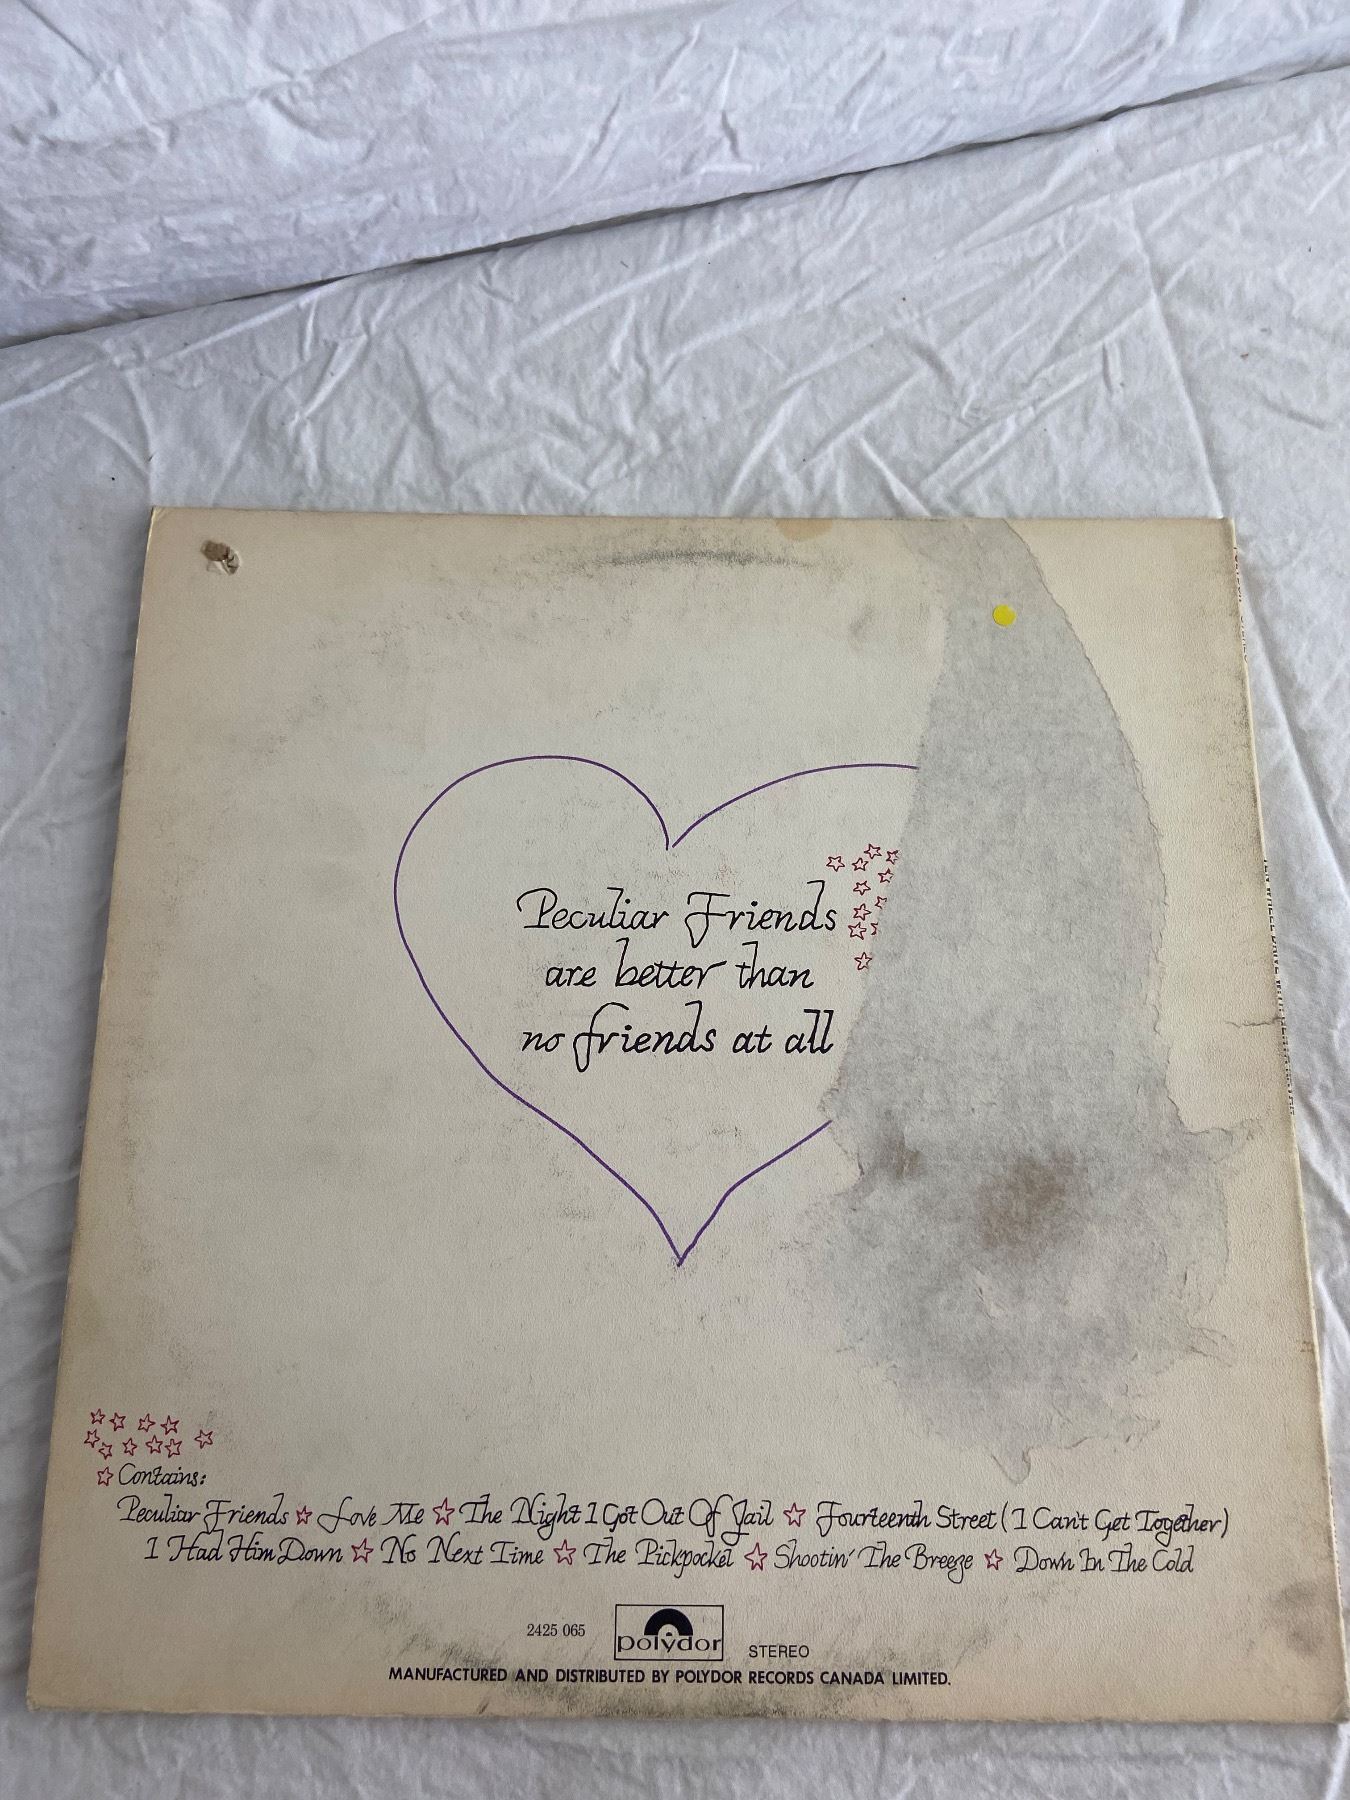 Peculiar Friends
are better than
no friends at all
Contains:
Peculiar Friends ☆ Love Me ☆ The Night I Got Out Of Jail ☆ Fourteenth Street (I Can't Get Together)
I Had Him Down ☆ No Next Time ☆ The Pickpocket ☆ Shootin' The Breeze ☆ Down In The Cold
2425 065 polydor STEREO
MANUFACTURED AND DISTRIBUTED BY POLYDOR RECORDS CANADA LIMITED.